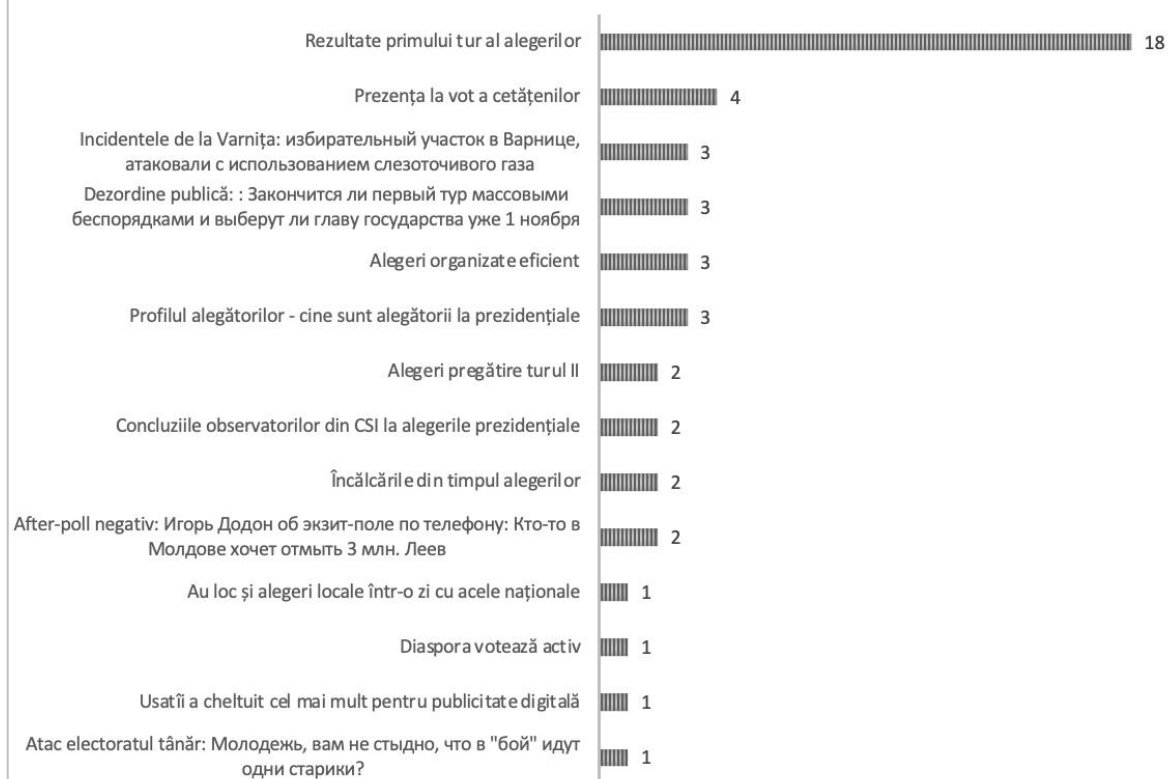 Rezultate primului tur al alegerilor 18
Prezența la vot a cetățenilor 4
Incidentele de la Varnița: избирательный участок в Варнице,
атаковали с использованием слезоточивого газа 3
Dezordine publică: : Закончится ли первый тур массовыми
беспорядками и выберут ли главу государства уже 1 ноября 3
Alegeri organizate eficient 3
Profilul alegătorilor - cine sunt alegătorii la prezidențiale 3
Alegeri pregătire turul II 2
Concluziile observatorilor din CSI la alegerile prezidențiale 2
Încălcările din timpul alegerilor 2
After-poll negativ: Игорь Додон об экзит-поле по телефону: Кто-то в
Молдове хочет отмыть 3 млн. Леев 2
Au loc și alegeri locale într-o zi cu acele naționale 1
Diaspora votează activ 1
Usatîi a cheltuit cel mai mult pentru publicitate digitală 1
Atac electoratul tânăr: Молодежь, вам не стыдно, что в "бой" идут
одни старики? 1